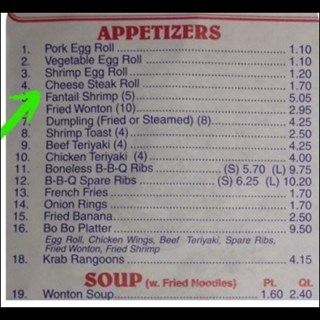 APPETIZERS
1. Pork Egg Roll 1.10
2. Vegetable Egg Roll 1.10
3. Shrimp Egg Roll 1.20
4. Cheese Steak Roll 1.70
Fantail Shrimp (5) 5.05
Fried Wonton (10) 2.95
7. Dumpling (Fried or Steamed) (8) 4.25
8. Shrimp Toast (4) 2.50
9. Beef Teriyaki (4) 4.25
10. Chicken Teriyaki (4) 4.00
11. Boneless B-B-Q Ribs (S) 5.70 (L) 9.75
12. B-B-Q Spare Ribs (S) 6.25 (L) 10.20
13. French Fries 1.70
14. Onion Rings 1.70
15. Fried Banana 2.50
16. Bo Bo Platter 9.50
Egg Roll, Chicken Wings, Beef Teriyaki, Spare Ribs,
Fried Wonton, Fried Shrimp
18. Krab Rangoons 4.15
SOUP (w. Fried Noodles) Pt. Qt.
19. Wonton Soup 1.60 2.40